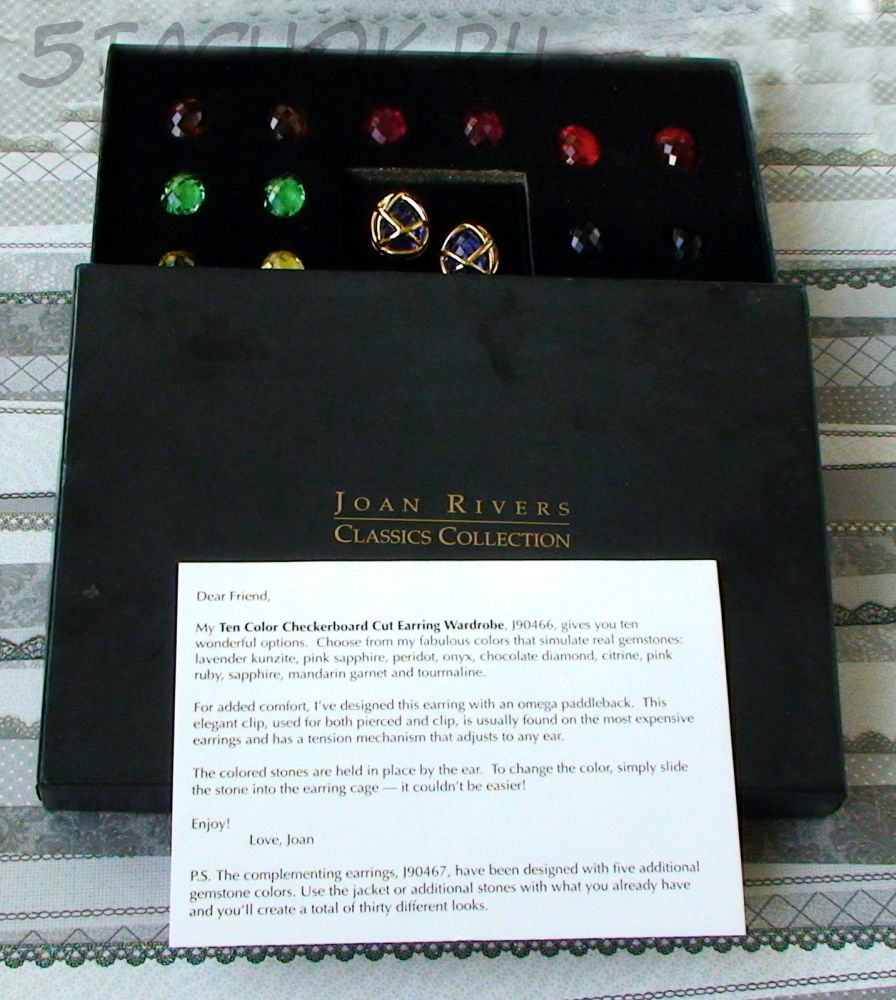 5TACHOK.RU
JOAN RIVERS
CLASSICS COLLECTION
Dear Friend,
My Ten Color Checkerboard Cut Earring Wardrobe, J90466, gives you ten
wonderful options. Choose from my fabulous colors that simulate real gemstones:
lavender kunzite, pink sapphire, peridot, onyx, chocolate diamond, citrine, pink
ruby, sapphire, mandarin garnet and tourmaline.
For added comfort, I've designed this earring with an omega paddleback. This
elegant clip, used for both pierced and clip, is usually found on the most expensive
earrings and has a tension mechanism that adjusts to any ear.
The colored stones are held in place by the ear. To change the color, simply slide
the stone into the earring cage — it couldn't be easier!
Enjoy!
Love, Joan
P.S. The complementing earrings, J90467, have been designed with five additional
gemstone colors. Use the jacket or additional stones with what you already have
and you'll create a total of thirty different looks.